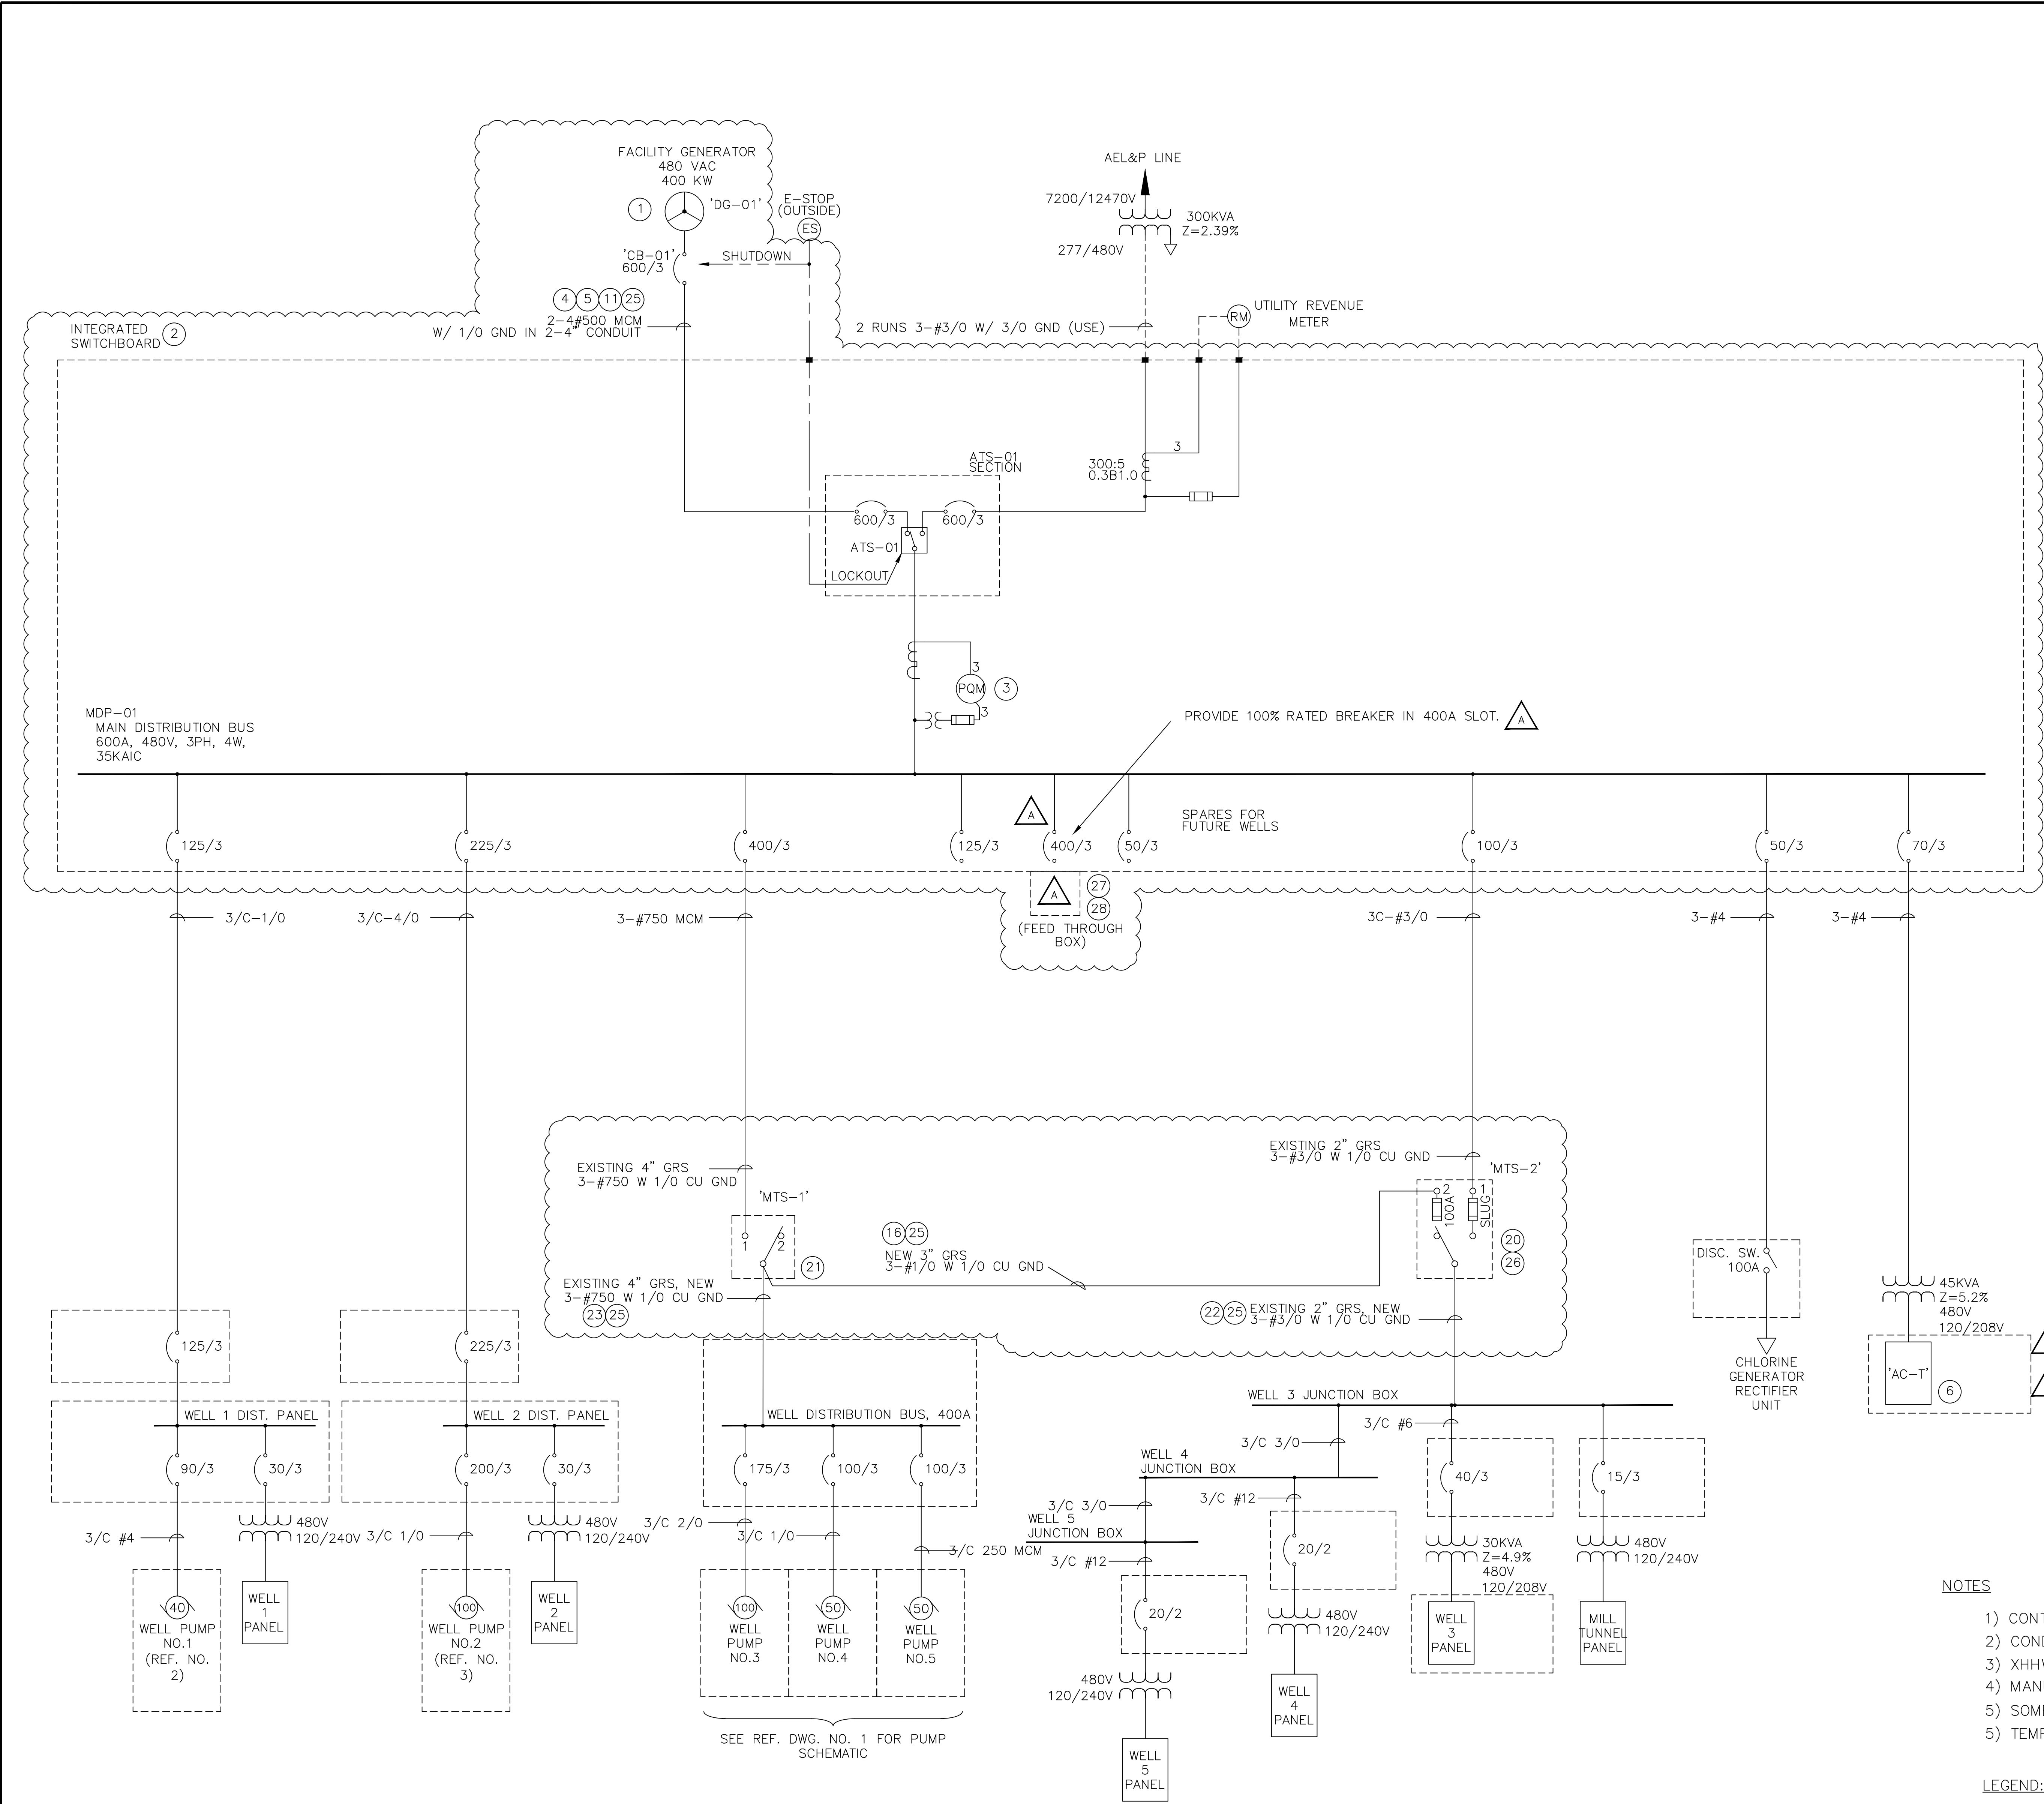 FACILITY GENERATOR
480 VAC
400 KW
1
'DG-01'
E-STOP
(OUTSIDE)
ES
'CB-01'
600/3
SHUTDOWN
4 5 11 25
2-4#500 MCM
W/ 1/0 GND IN 2-4" CONDUIT
AEL&P LINE
7200/12470V
300KVA
Z=2.39%
277/480V
2 RUNS 3-#3/0 W/ 3/0 GND (USE)
RM
UTILITY REVENUE
METER
INTEGRATED
SWITCHBOARD
2
ATS-01
SECTION
300:5
0.3B1.0
3
600/3
600/3
ATS-01
LOCKOUT
3
PQM
3
3
MDP-01
MAIN DISTRIBUTION BUS
600A, 480V, 3PH, 4W,
35KAIC
PROVIDE 100% RATED BREAKER IN 400A SLOT.
A
A
SPARES FOR
FUTURE WELLS
125/3
225/3
400/3
125/3
400/3
50/3
100/3
50/3
70/3
A
27
28
(FEED THROUGH
BOX)
3/C-1/0
3/C-4/0
3-#750 MCM
3C-#3/0
3-#4
3-#4
EXISTING 4" GRS
3-#750 W 1/0 CU GND
'MTS-1'
1
2
21
EXISTING 4" GRS, NEW
3-#750 W 1/0 CU GND
23 25
16 25
NEW 3" GRS
3-#1/0 W 1/0 CU GND
EXISTING 2" GRS
3-#3/0 W 1/0 CU GND
'MTS-2'
2
1
100A
SLUG
20
26
22 25
EXISTING 2" GRS, NEW
3-#3/0 W 1/0 CU GND
DISC. SW.
100A
CHLORINE
GENERATOR
RECTIFIER
UNIT
45KVA
Z=5.2%
480V
120/208V
'AC-T'
6
125/3
225/3
WELL 1 DIST. PANEL
90/3
30/3
3/C #4
480V
120/240V
40
WELL PUMP
NO.1
(REF. NO.
2)
WELL
1
PANEL
WELL 2 DIST. PANEL
200/3
30/3
3/C 1/0
480V
120/240V
100
WELL PUMP
NO.2
(REF. NO.
3)
WELL
2
PANEL
WELL DISTRIBUTION BUS, 400A
175/3
100/3
100/3
3/C 2/0
3/C 1/0
3/C 250 MCM
100
WELL
PUMP
NO.3
50
WELL
PUMP
NO.4
50
WELL
PUMP
NO.5
SEE REF. DWG. NO. 1 FOR PUMP
SCHEMATIC
WELL 3 JUNCTION BOX
3/C #6
3/C 3/0
WELL 4
JUNCTION BOX
3/C 3/0
3/C #12
WELL 5
JUNCTION BOX
3/C #12
20/2
20/2
40/3
15/3
480V
120/240V
WELL
5
PANEL
480V
120/240V
WELL
4
PANEL
30KVA
Z=4.9%
480V
120/208V
WELL
3
PANEL
480V
120/240V
MILL
TUNNEL
PANEL
NOTES
1)
2)
3)
4)
5)
5)
LEGEND: